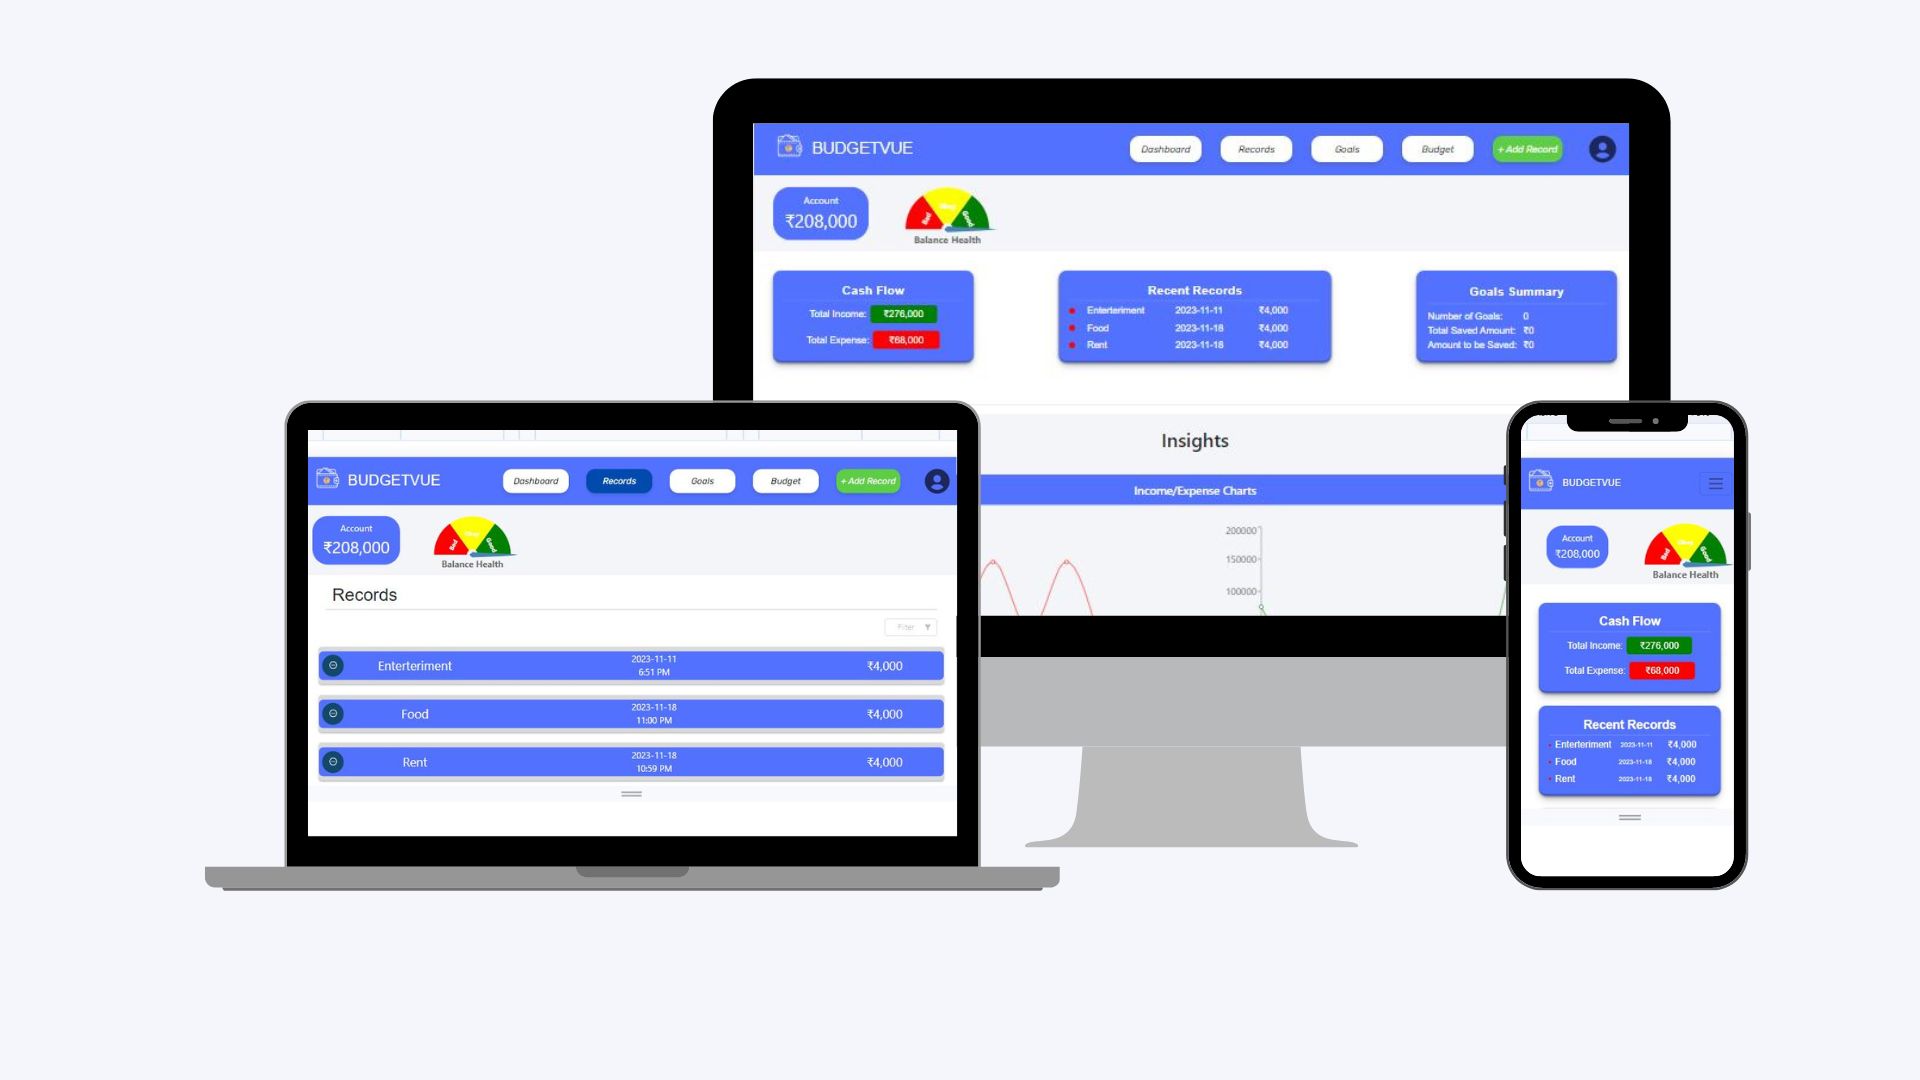 BUDGETVUE
Dashboard Records Goals Budget + Add Record
Account
₹208,000
Bad Okay Good
Balance Health
Cash Flow
Total Income: ₹276,000
Total Expense: ₹68,000
Recent Records
Enterteriment 2023-11-11 ₹4,000
Food 2023-11-18 ₹4,000
Rent 2023-11-18 ₹4,000
Goals Summary
Number of Goals: 0
Total Saved Amount: ₹0
Amount to be Saved: ₹0
Insights
Income/Expense Charts
200000
150000
100000
BUDGETVUE
Dashboard Records Goals Budget + Add Record
Account
₹208,000
Bad Good
Balance Health
Records
Filter
Enterteriment 2023-11-11 ₹4,000
6:51 PM
Food 2023-11-18 ₹4,000
11:00 PM
Rent 2023-11-18 ₹4,000
10:59 PM
BUDGETVUE
Account
₹208,000
Bad Good
Balance Health
Cash Flow
Total Income: ₹276,000
Total Expense: ₹68,000
Recent Records
Enterteriment 2023-11-11 ₹4,000
Food 2023-11-18 ₹4,000
Rent 2023-11-18 ₹4,000